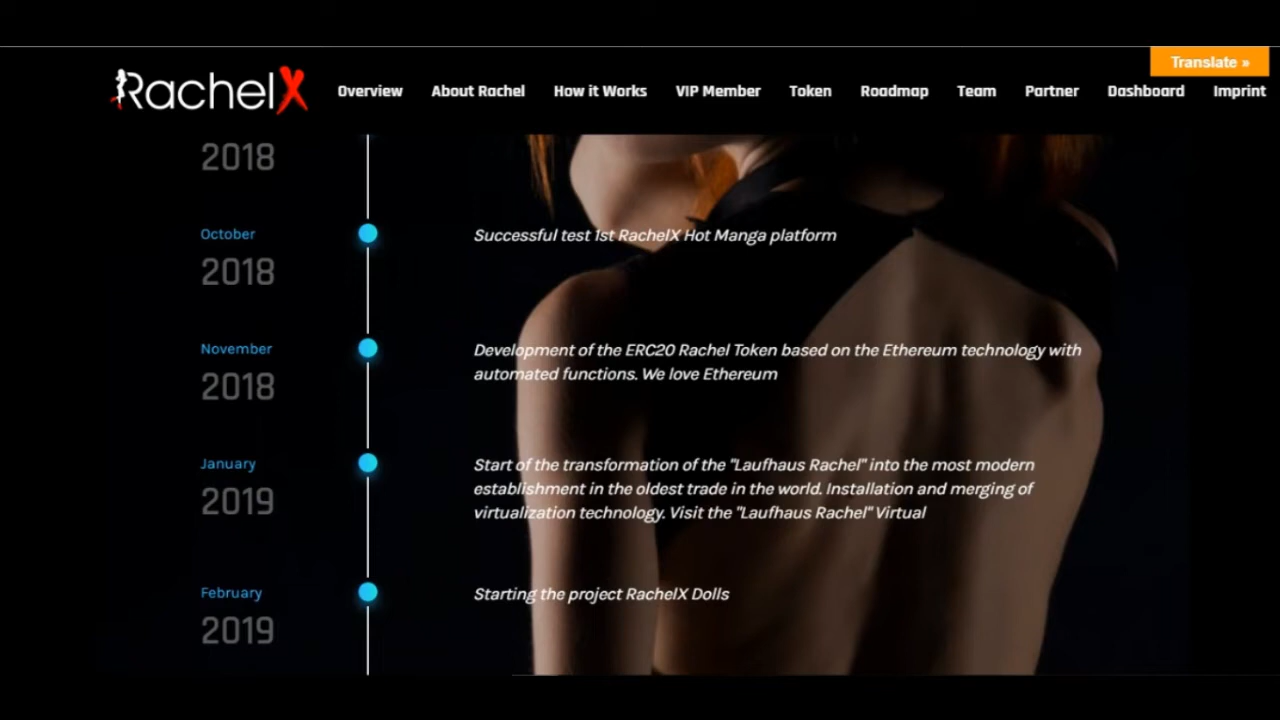 Translate »
RachelX
Overview
About Rachel
How it Works
VIP Member
Token
Roadmap
Team
Partner
Dashboard
Imprint
2018
October
2018
Successful test 1st RachelX Hot Manga platform
November
2018
Development of the ERC20 Rachel Token based on the Ethereum technology with
automated functions. We love Ethereum
January
2019
Start of the transformation of the "Laufhaus Rachel" into the most modern
establishment in the oldest trade in the world. Installation and merging of
virtualization technology. Visit the "Laufhaus Rachel" Virtual
February
2019
Starting the project RachelX Dolls